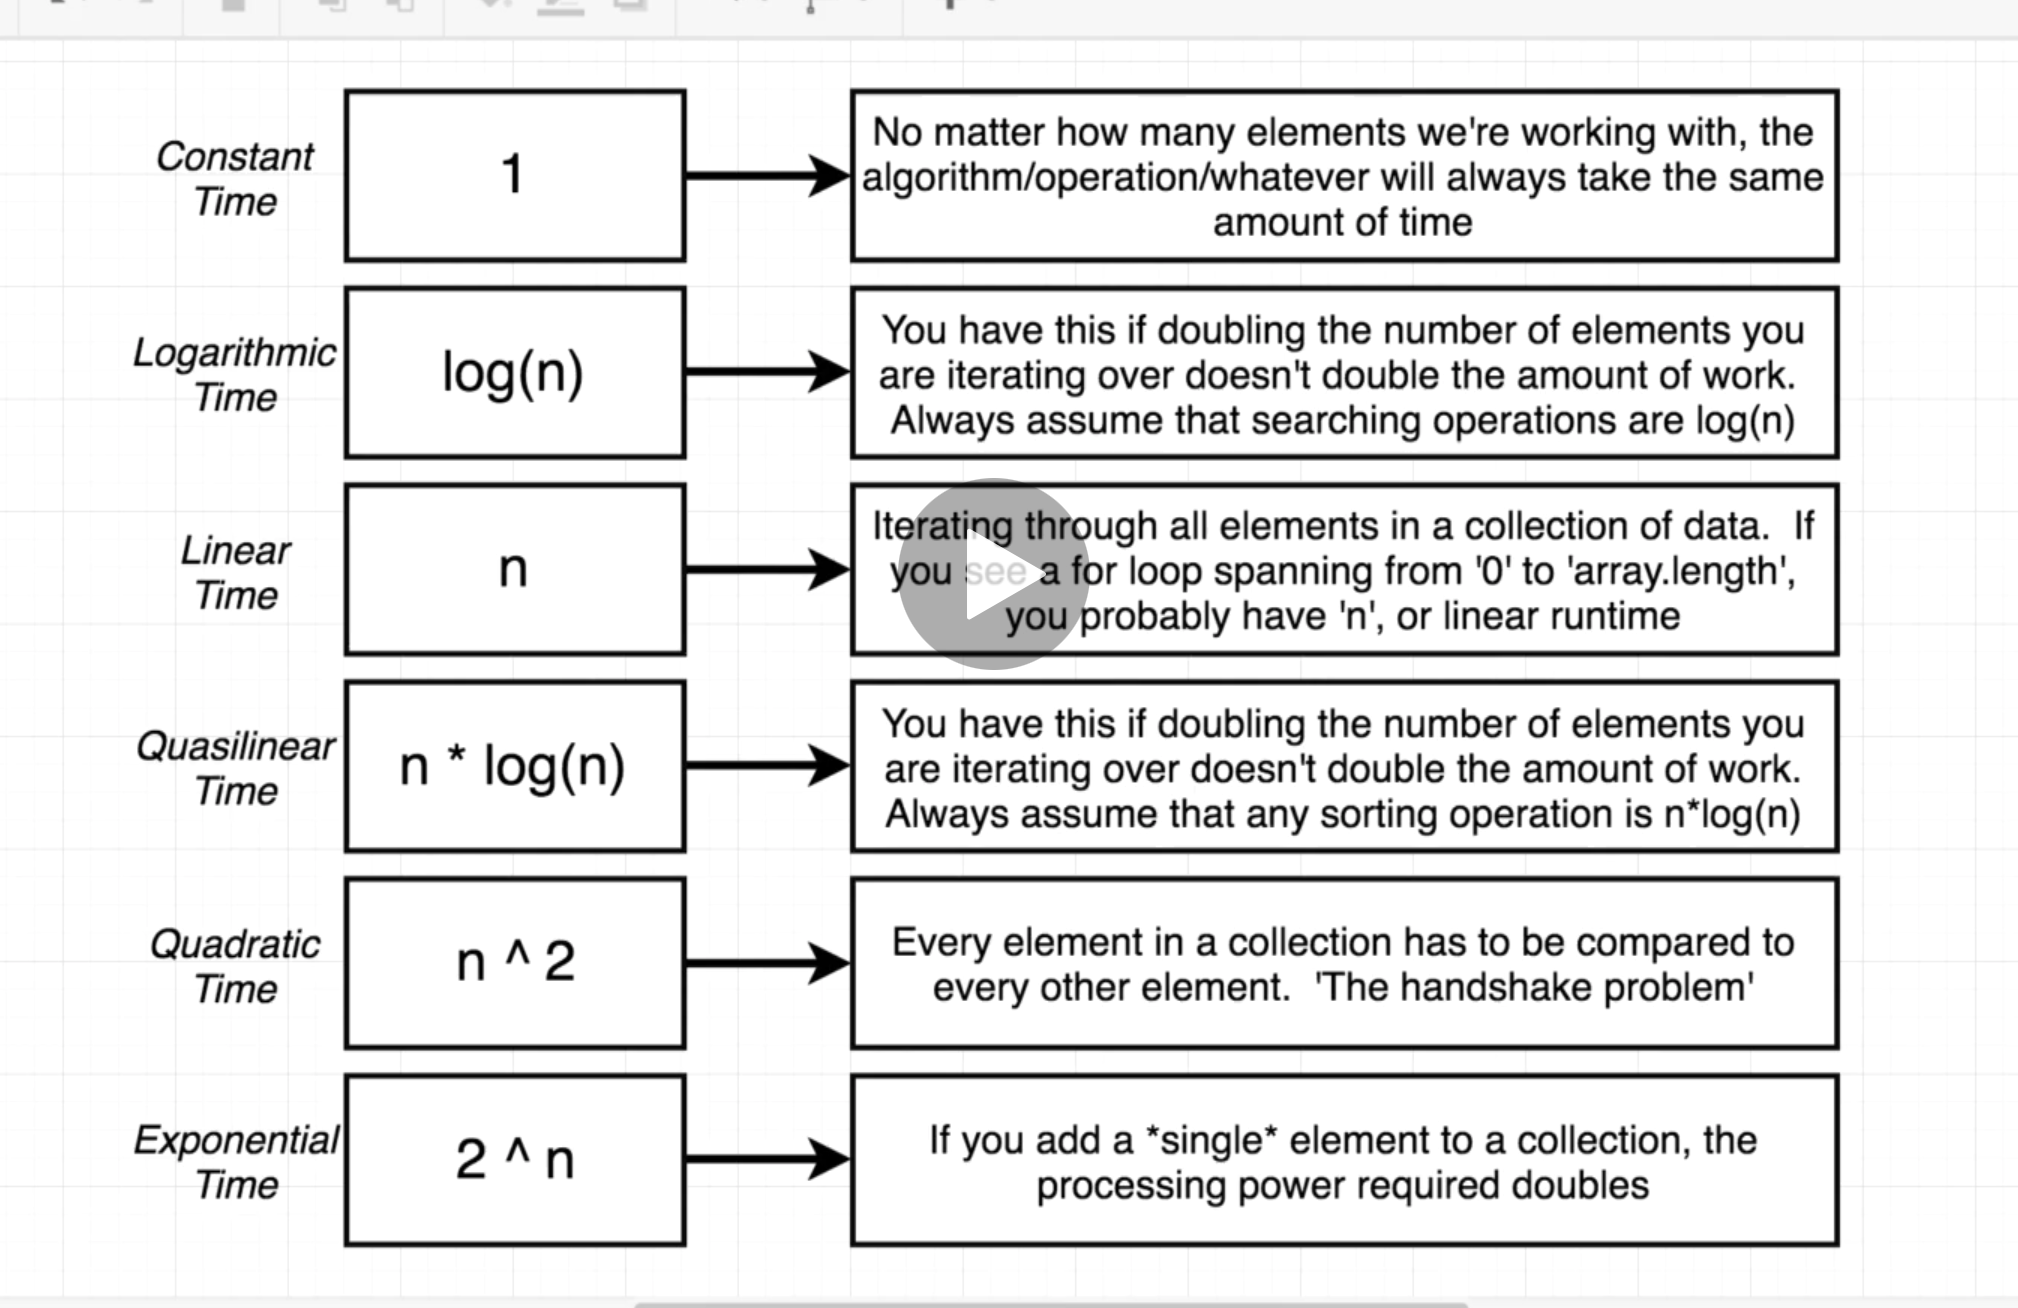 Constant
Time
1
No matter how many elements we're working with, the
algorithm/operation/whatever will always take the same
amount of time
Logarithmic
Time
log(n)
You have this if doubling the number of elements you
are iterating over doesn't double the amount of work.
Always assume that searching operations are log(n)
Linear
Time
n
Iterating through all elements in a collection of data.  If
you see a for loop spanning from '0' to 'array.length',
you probably have 'n', or linear runtime
Quasilinear
Time
n * log(n)
You have this if doubling the number of elements you
are iterating over doesn't double the amount of work.
Always assume that any sorting operation is n*log(n)
Quadratic
Time
n ^ 2
Every element in a collection has to be compared to
every other element.  'The handshake problem'
Exponential
Time
2 ^ n
If you add a *single* element to a collection, the
processing power required doubles